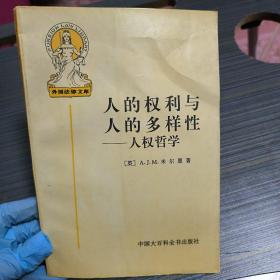 外国法律文库
人的权利与
人的多样性
——人权哲学
〔英〕A.J.M.米尔恩 著
中国大百科全书出版社